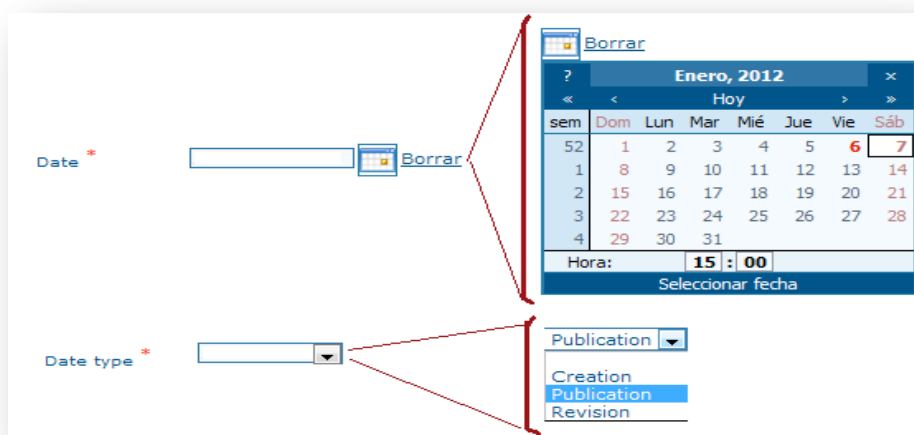 Borrar
? Enero, 2012 ×
« ‹ Hoy › »
sem Dom Lun Mar Mié Jue Vie Sáb
52 1 2 3 4 5 6 7
1 8 9 10 11 12 13 14
2 15 16 17 18 19 20 21
3 22 23 24 25 26 27 28
4 29 30 31
Hora: 15 : 00
Seleccionar fecha
Date * Borrar
Date type *
Publication
Creation
Publication
Revision